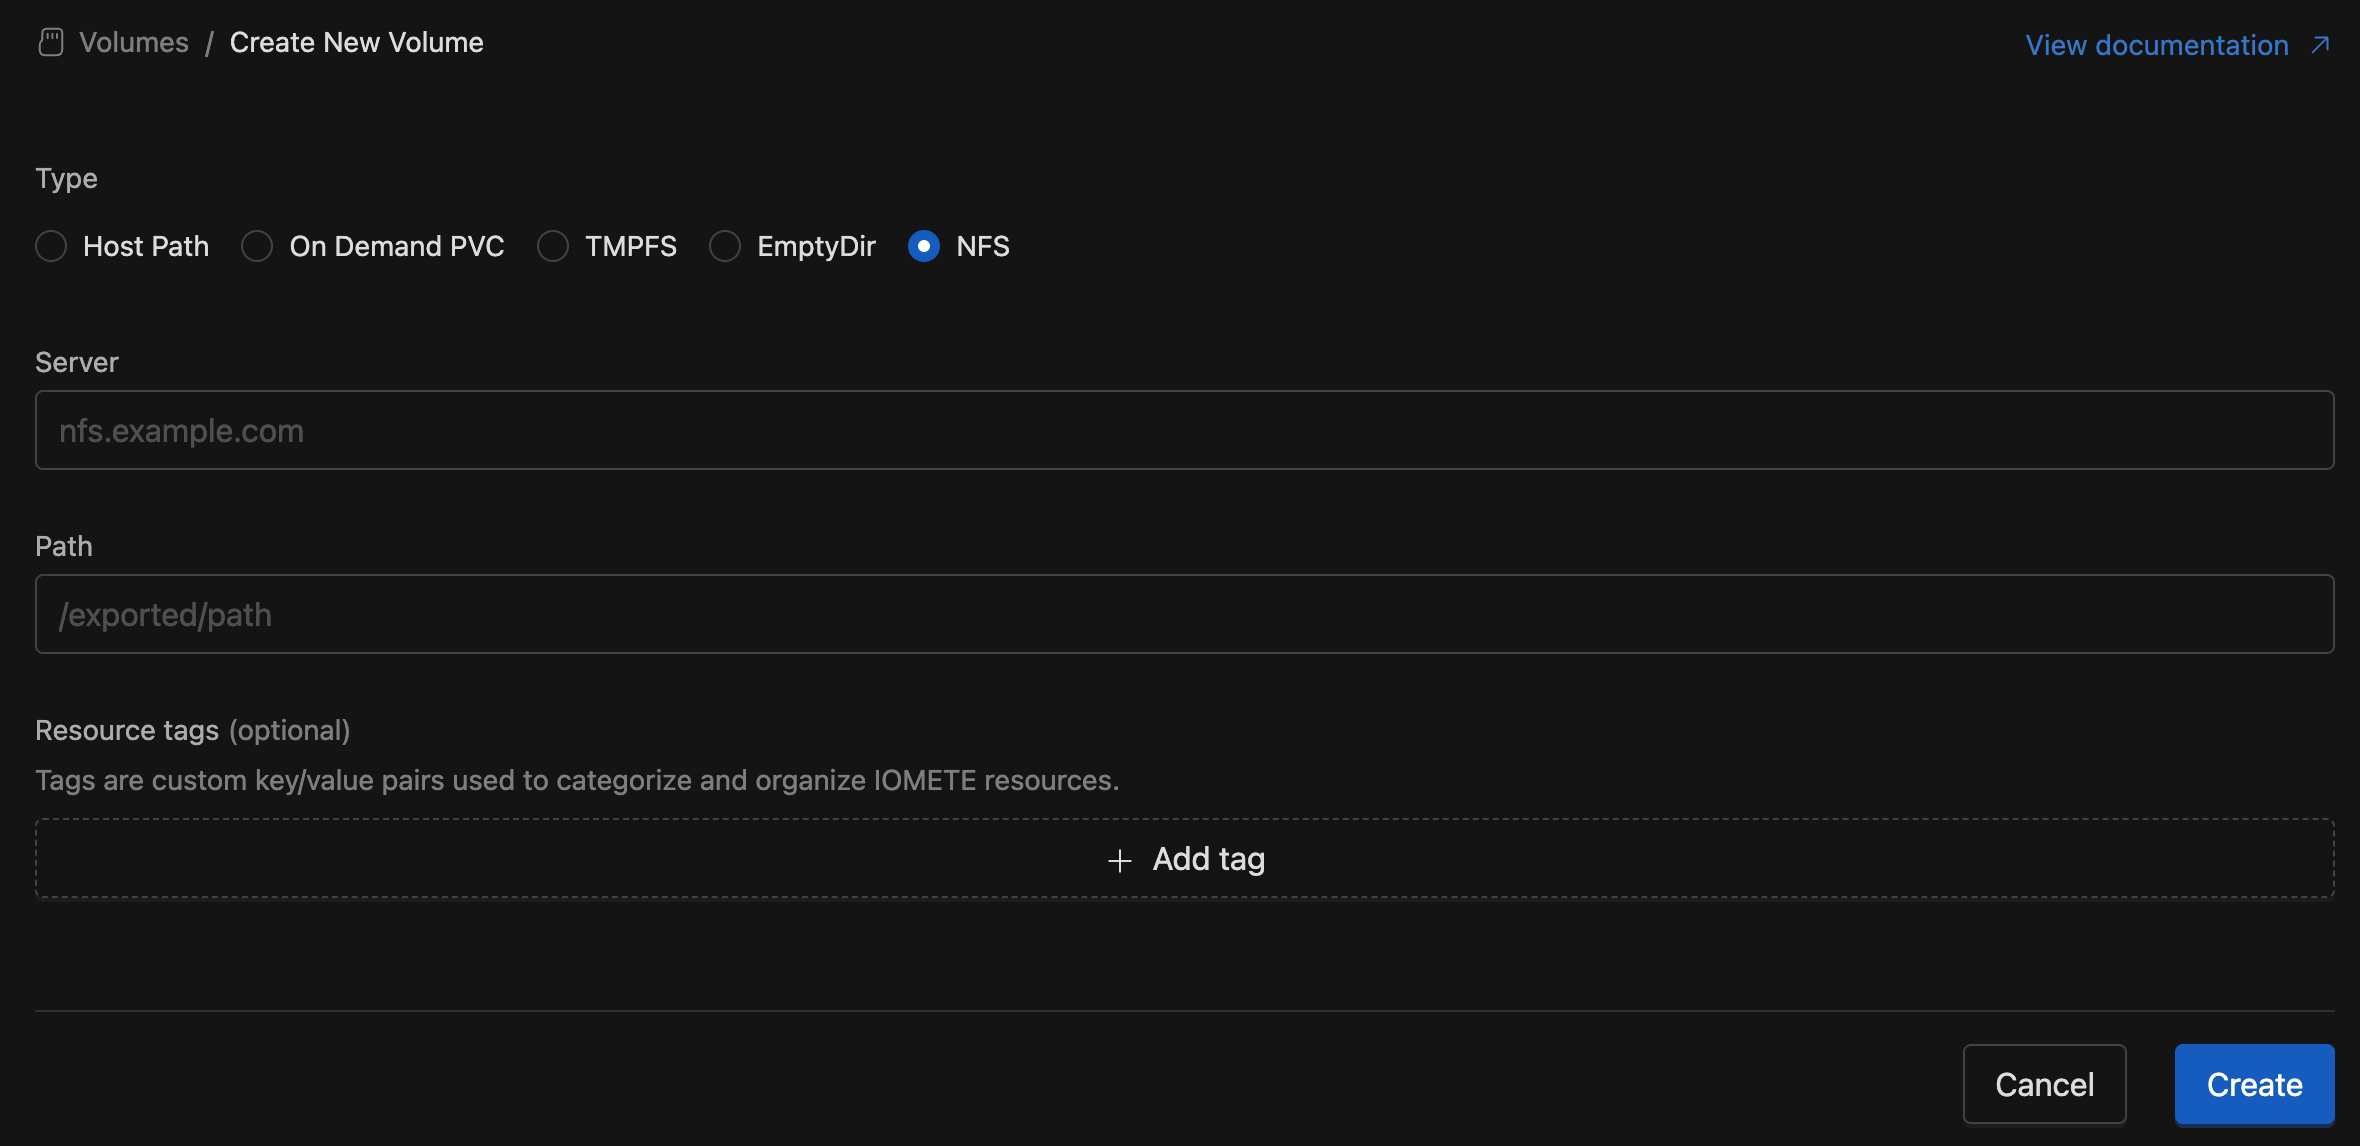 Volumes / Create New Volume
View documentation
Type
Host Path On Demand PVC TMPFS EmptyDir NFS
Server
nfs.example.com
Path
/exported/path
Resource tags (optional)
Tags are custom key/value pairs used to categorize and organize IOMETE resources.
+ Add tag
Cancel Create